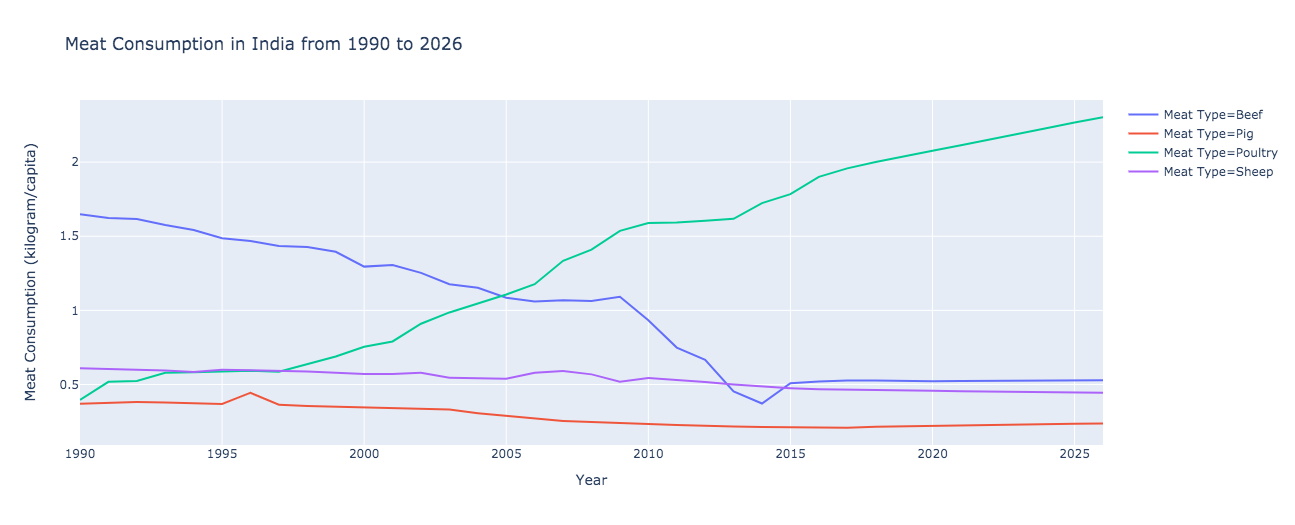 Meat Consumption in India from 1990 to 2026
Meat Type=Beef
Meat Type=Pig
Meat Type=Poultry
Meat Type=Sheep
Meat Consumption (kilogram/capita)
2
1.5
1
0.5
1990 1995 2000 2005 2010 2015 2020 2025
Year